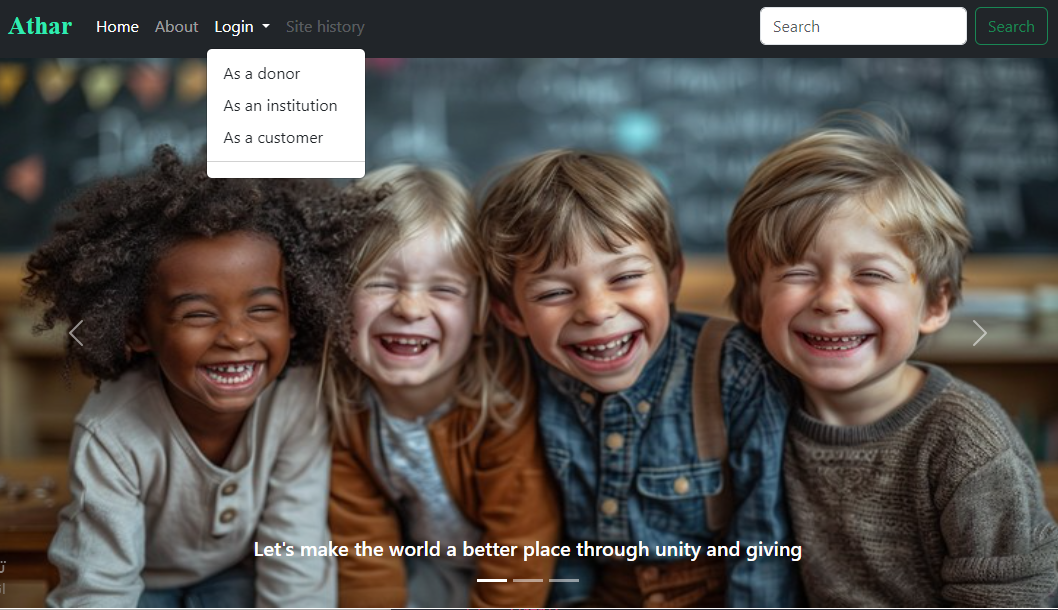 Athar Home About Login Site history Search Search
As a donor
As an institution
As a customer
Let's make the world a better place through unity and giving